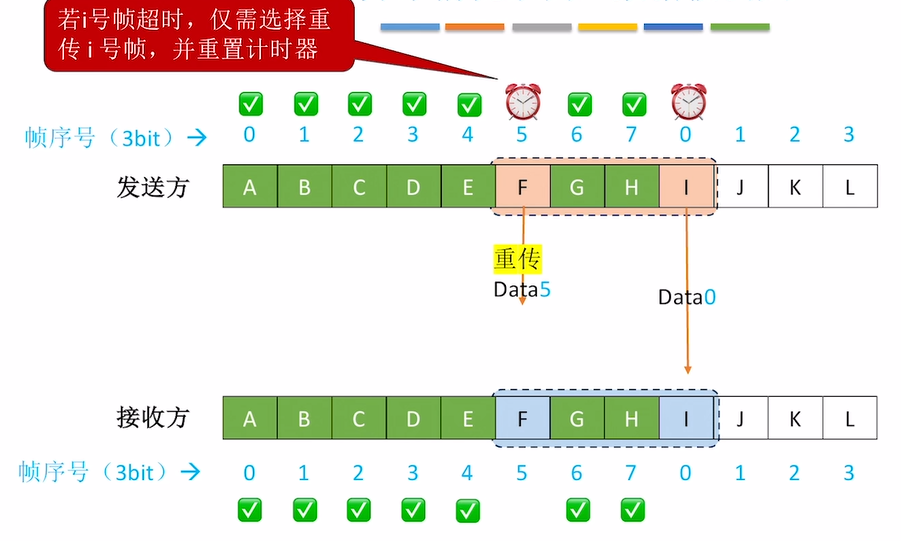 若i号帧超时，仅需选择重
传 i 号帧，并重置计时器
帧序号（3bit）→ 0 1 2 3 4 5 6 7 0 1 2 3
发送方 A B C D E F G H I J K L
重传
Data5
Data0
接收方 A B C D E F G H I J K L
帧序号（3bit）→ 0 1 2 3 4 5 6 7 0 1 2 3